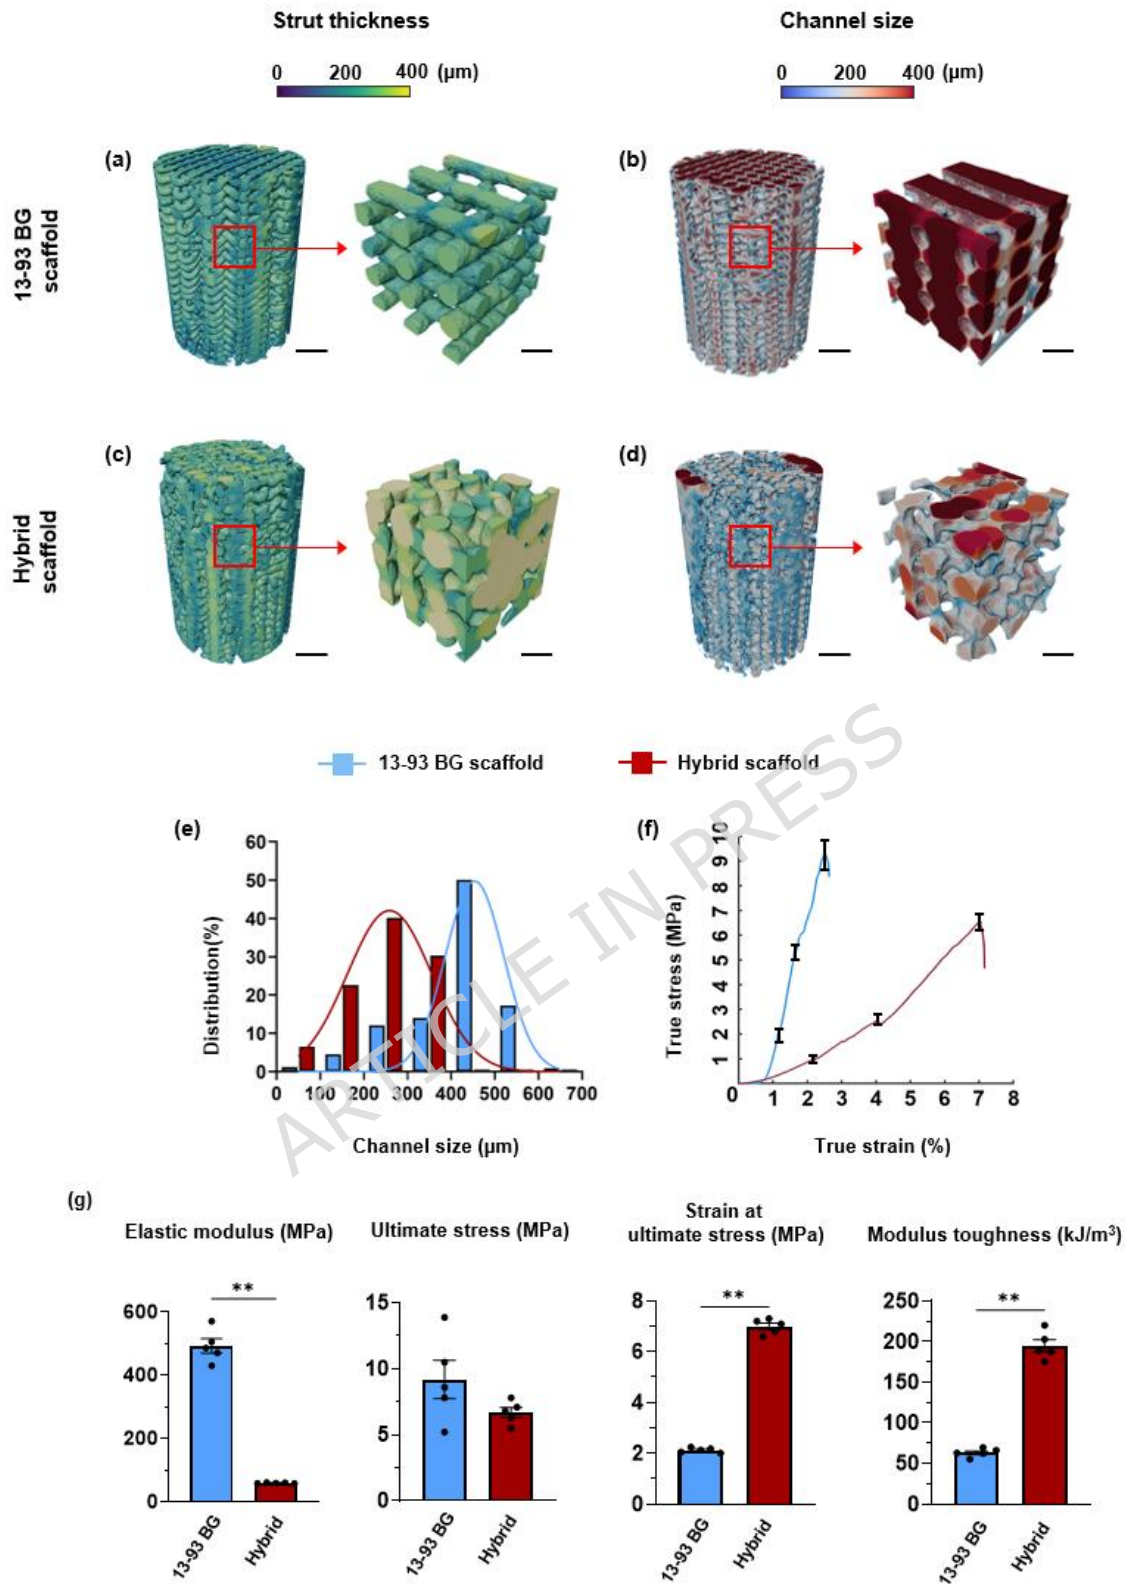 Strut thickness
Channel size
0 200 400 (µm)
0 200 400 (µm)
13-93 BG
scaffold
(a)
(b)
Hybrid
scaffold
(c)
(d)
13-93 BG scaffold
Hybrid scaffold
ARTICLE IN PRESS
(e)
60
50
40
30
20
10
0
Distribution(%)
0 100 200 300 400 500 600 700
Channel size (µm)
(f)
10
9
8
7
6
5
4
3
2
1
True stress (MPa)
0 1 2 3 4 5 6 7 8
True strain (%)
(g)
Elastic modulus (MPa)
600
400
200
0
**
13-93 BG
Hybrid
Ultimate stress (MPa)
15
10
5
0
13-93 BG
Hybrid
Strain at
ultimate stress (MPa)
8
6
4
2
0
**
13-93 BG
Hybrid
Modulus toughness (kJ/m³)
250
200
150
100
50
0
**
13-93 BG
Hybrid